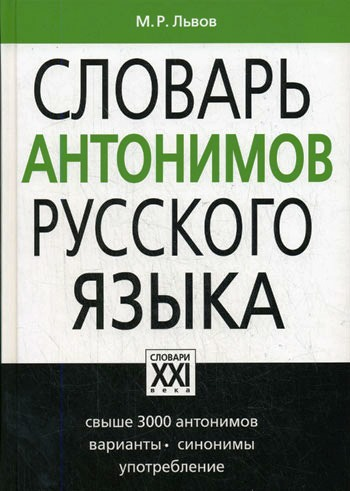 М.Р. Львов
СЛОВАРЬ
АНТОНИМОВ
РУССКОГО
ЯЗЫКА
СЛОВАРИ
XXI
века
свыше 3000 антонимов
варианты • синонимы
употребление